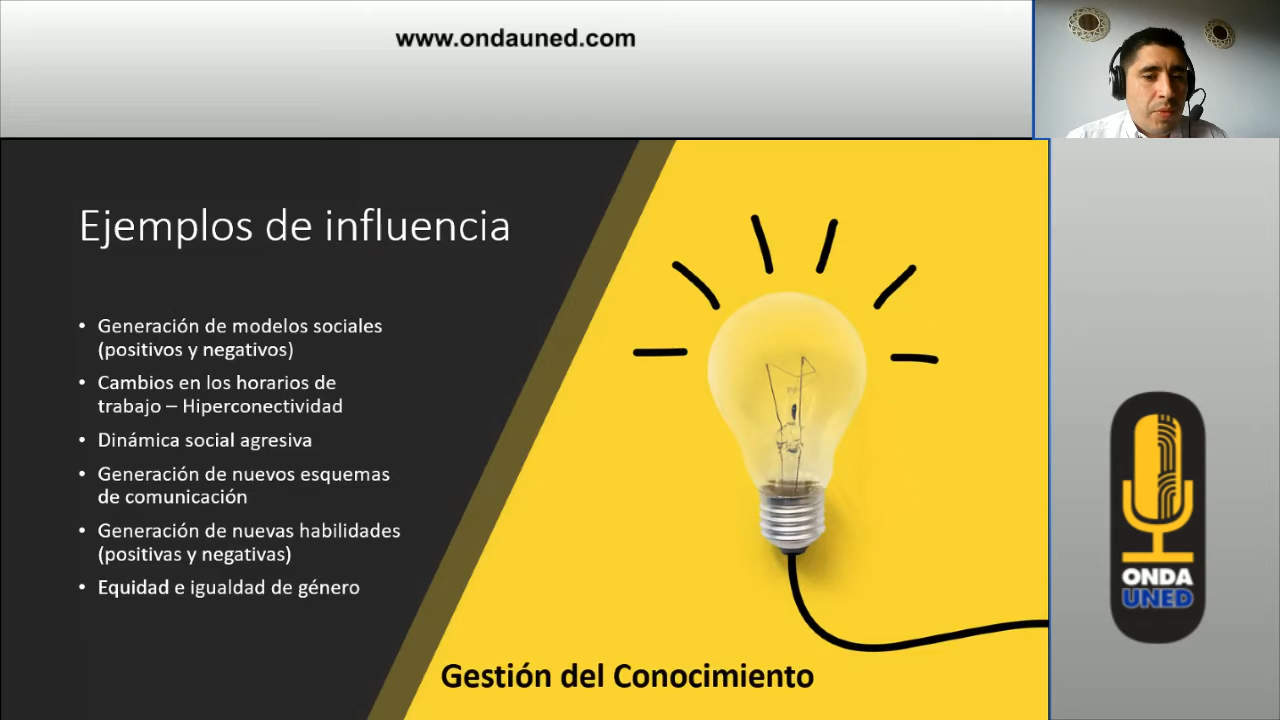 www.ondauned.com
Ejemplos de influencia
• Generación de modelos sociales
(positivos y negativos)
• Cambios en los horarios de
trabajo – Hiperconectividad
• Dinámica social agresiva
• Generación de nuevos esquemas
de comunicación
• Generación de nuevas habilidades
(positivas y negativas)
• Equidad e igualdad de género
Gestión del Conocimiento
ONDA
UNED